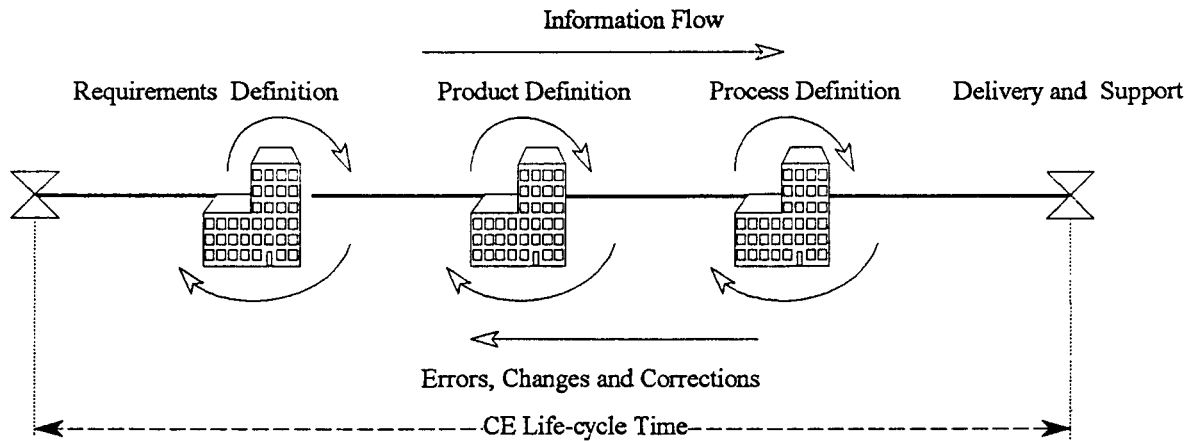 Information Flow
Requirements Definition
Product Definition
Process Definition
Delivery and Support
Errors, Changes and Corrections
CE Life-cycle Time